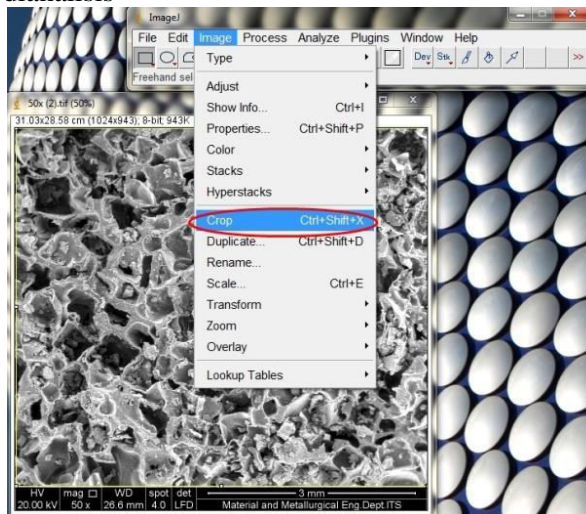 ImageJ
File Edit Image Process Analyze Plugins Window Help
Dev Stk
>>
Freehand sel
Type
Adjust
Show Info... Ctrl+I
Properties... Ctrl+Shift+P
Color
Stacks
Hyperstacks
Crop Ctrl+Shift+X
Duplicate... Ctrl+Shift+D
Rename...
Scale... Ctrl+E
Transform
Zoom
Overlay
Lookup Tables
50x (2).tif (50%)
31.03x28.58 cm (1024x943); 8-bit; 943K
HV mag WD spot det 3 mm
20.00 kV 50 x 26.6 mm 4.0 LFD Material and Metallurgical Eng.Dept.ITS